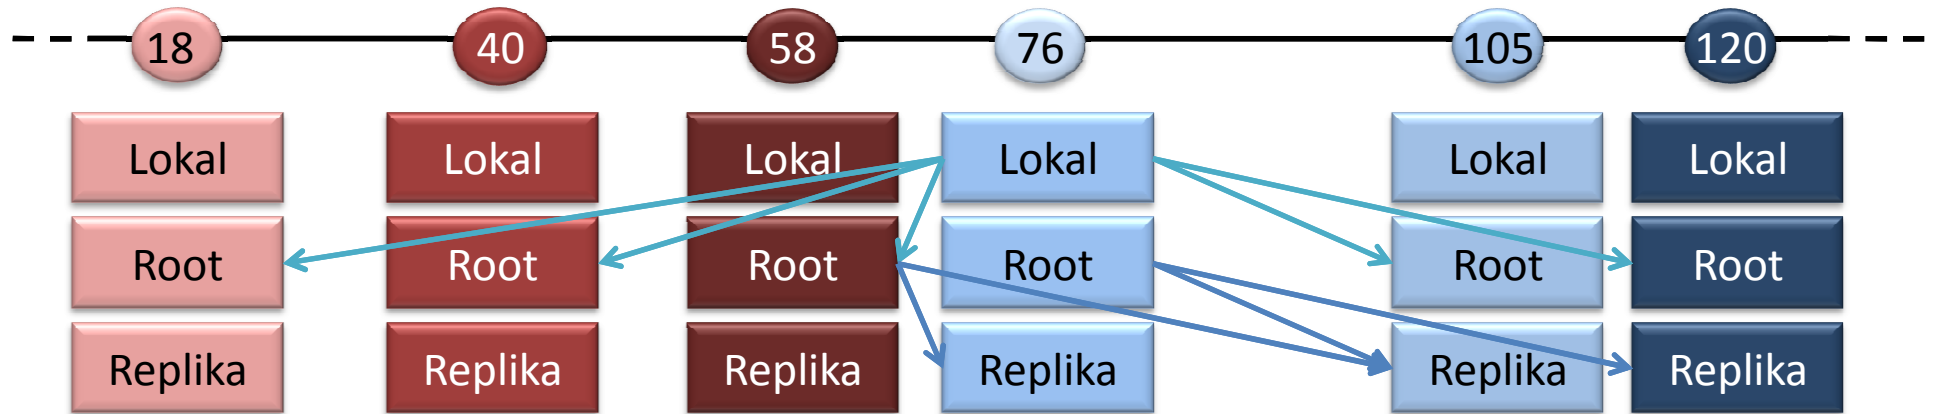 18 40 58 76 105 120
Lokal Lokal Lokal Lokal Lokal Lokal
Root Root Root Root Root Root
Replika Replika Replika Replika Replika Replika